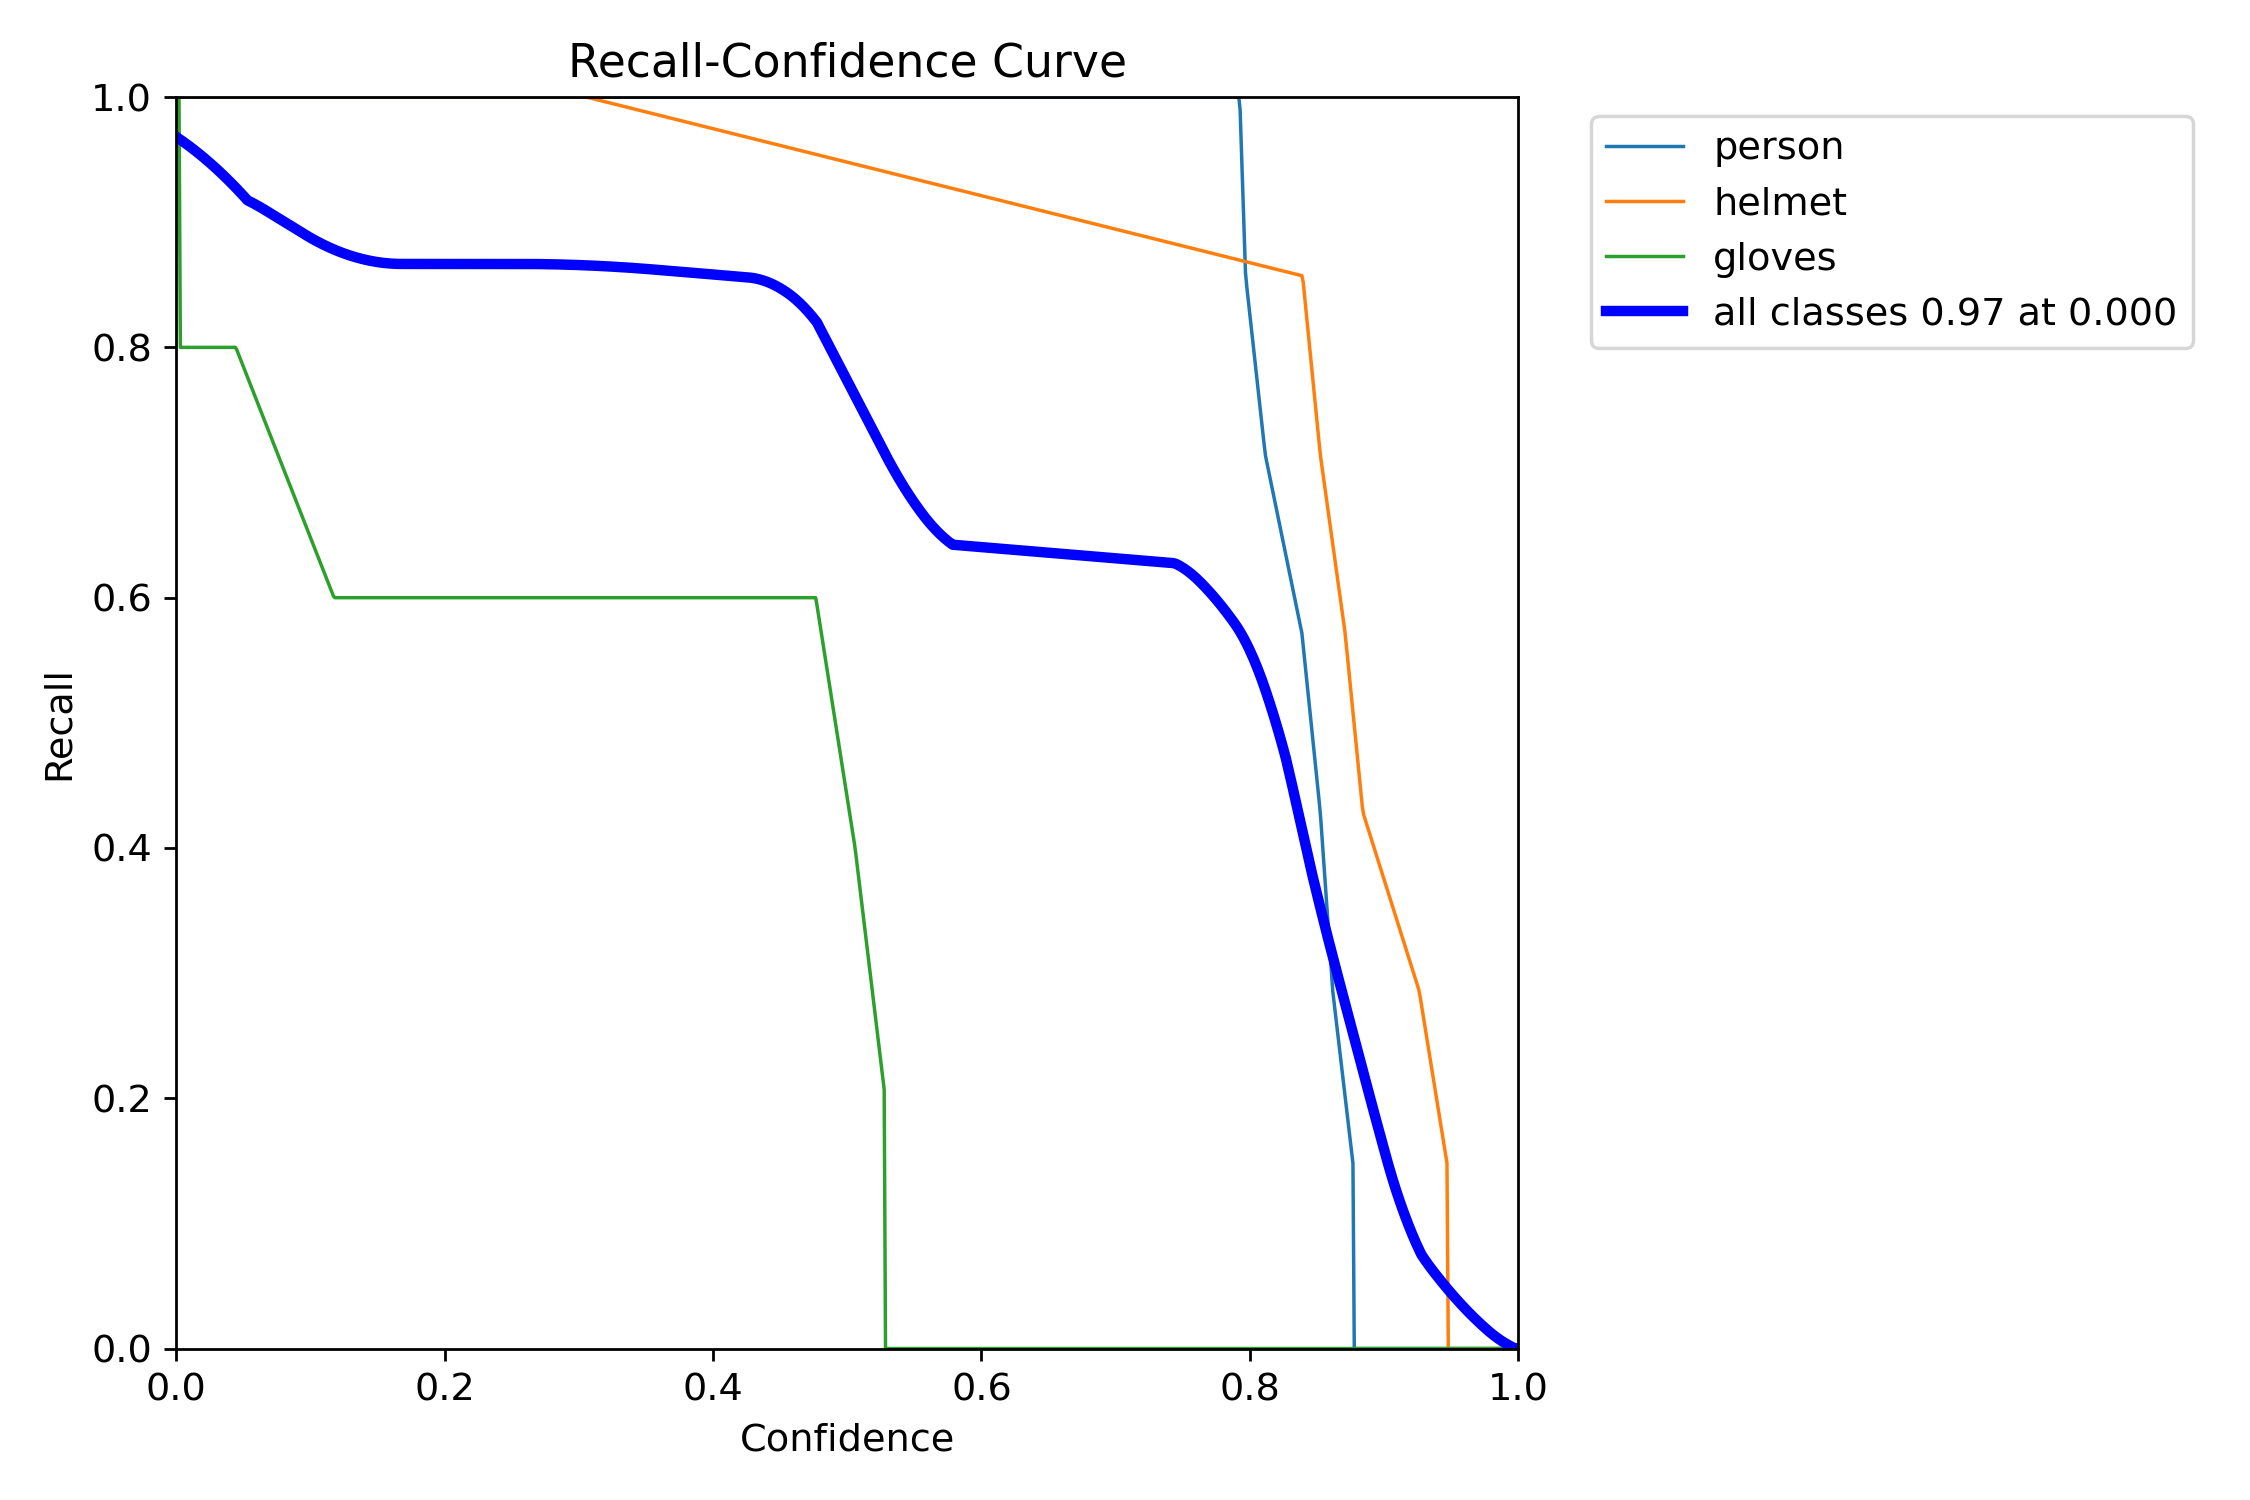 Recall-Confidence Curve
1.0
0.8
0.6
0.4
0.2
0.0
Recall
0.0 0.2 0.4 0.6 0.8 1.0
Confidence
person
helmet
gloves
all classes 0.97 at 0.000